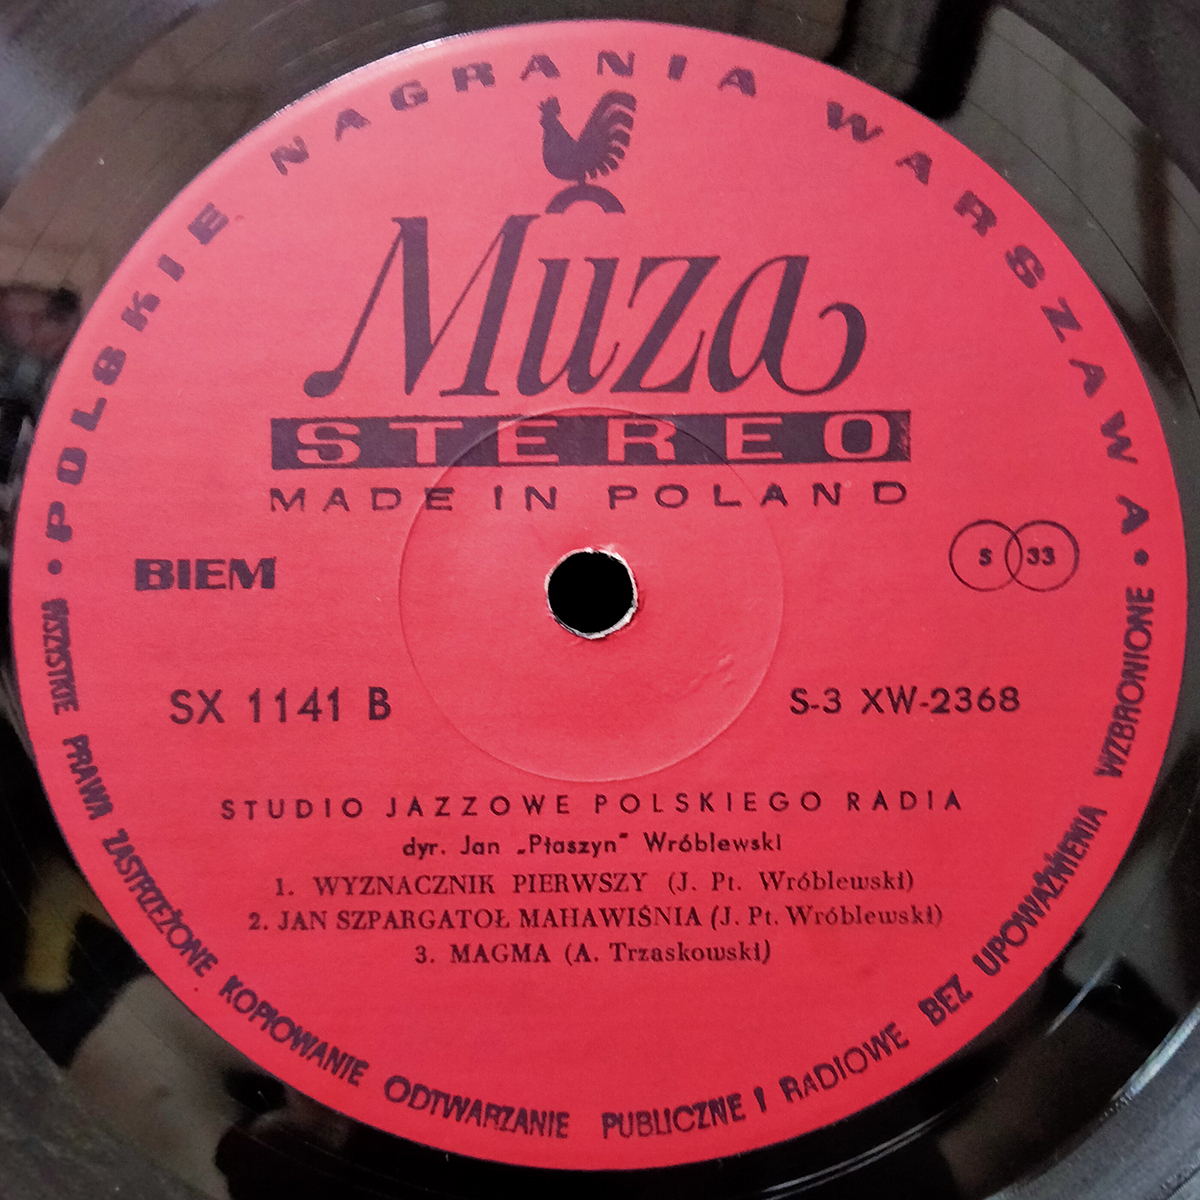 POLSKIE NAGRANIA WARSZAWA
Muza
STEREO
MADE IN POLAND
BIEM
S 33
SX 1141 B
S-3 XW-2368
STUDIO JAZZOWE POLSKIEGO RADIA
dyr. Jan „Ptaszyn" Wróblewski
1. WYZNACZNIK PIERWSZY (J. Pt. Wróblewski)
2. JAN SZPARGATOŁ MAHAWIŚNIA (J. Pt. Wróblewski)
3. MAGMA (A. Trzaskowski)
• WSZYSTKIE PRAWA ZASTRZEŻONE KOPIOWANIE ODTWARZANIE PUBLICZNE I RADIOWE BEZ UPOWAŻNIENIA WZBRONIONE •